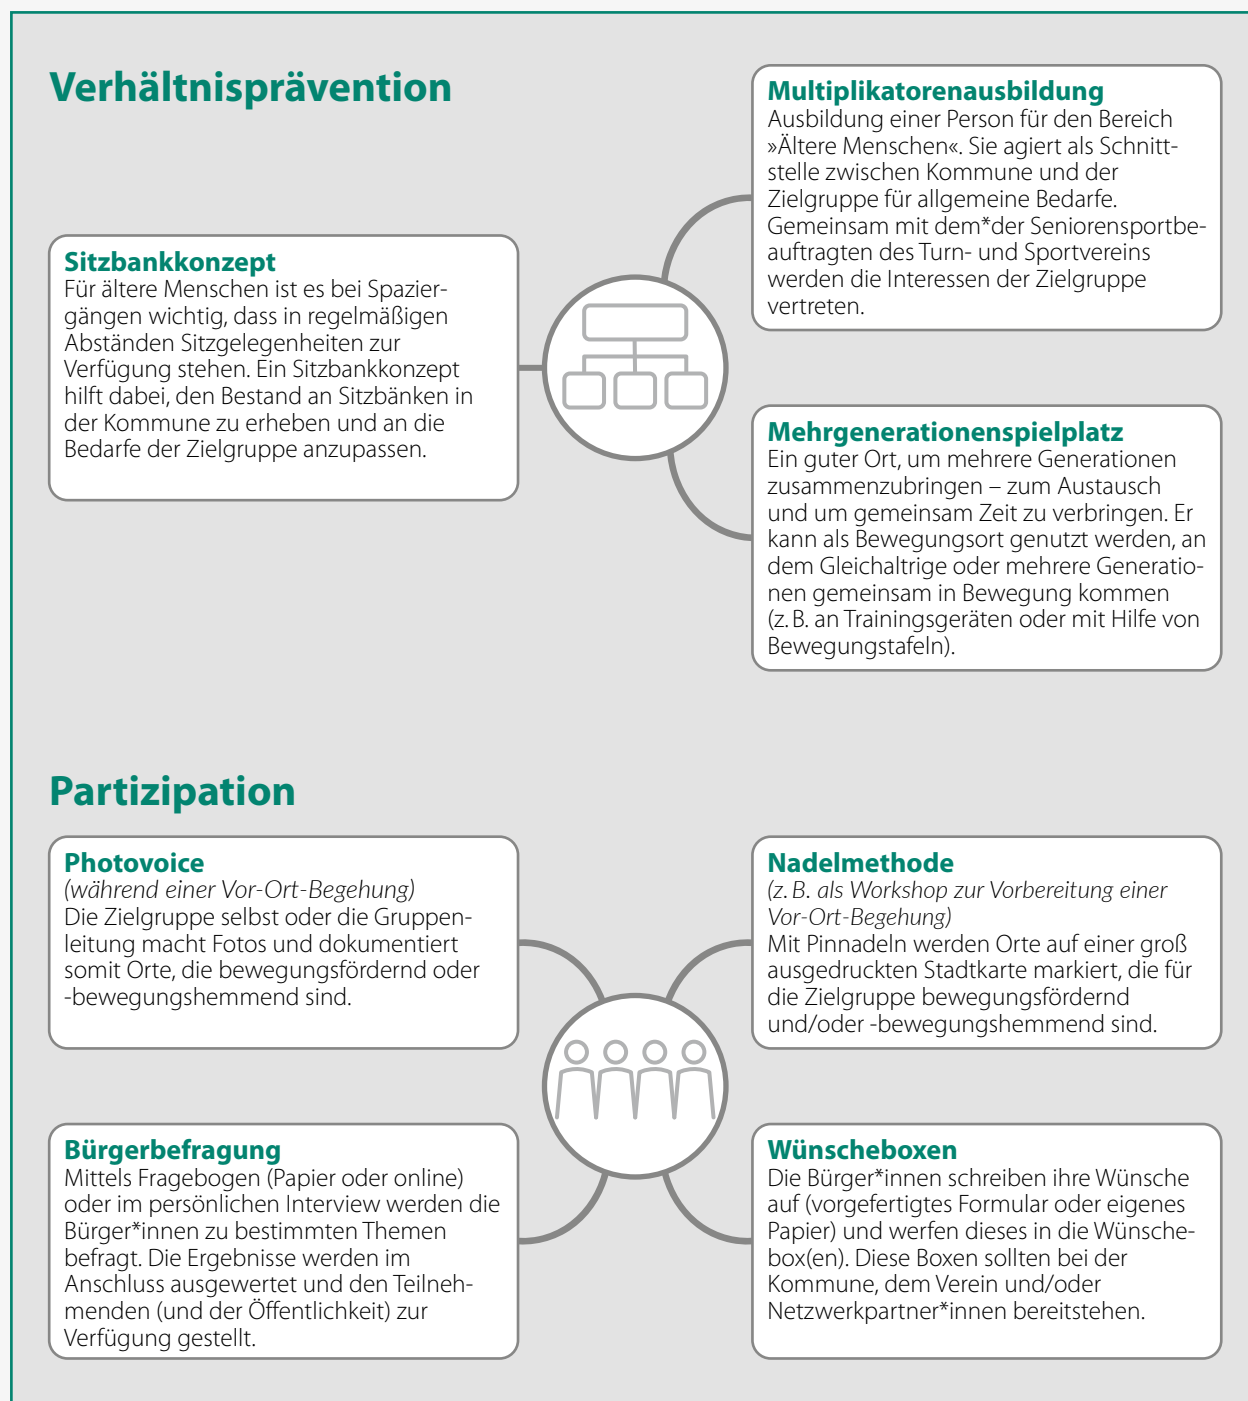 Verhältnisprävention
Multiplikatorenausbildung
Ausbildung einer Person für den Bereich
»Ältere Menschen«. Sie agiert als Schnitt-
stelle zwischen Kommune und der
Zielgruppe für allgemeine Bedarfe.
Gemeinsam mit dem*der Seniorensportbe-
auftragten des Turn- und Sportvereins
werden die Interessen der Zielgruppe
vertreten.
Sitzbankkonzept
Für ältere Menschen ist es bei Spazier-
gängen wichtig, dass in regelmäßigen
Abständen Sitzgelegenheiten zur
Verfügung stehen. Ein Sitzbankkonzept
hilft dabei, den Bestand an Sitzbänken in
der Kommune zu erheben und an die
Bedarfe der Zielgruppe anzupassen.
Mehrgenerationenspielplatz
Ein guter Ort, um mehrere Generationen
zusammenzubringen – zum Austausch
und um gemeinsam Zeit zu verbringen. Er
kann als Bewegungsort genutzt werden, an
dem Gleichaltrige oder mehrere Generatio-
nen gemeinsam in Bewegung kommen
(z. B. an Trainingsgeräten oder mit Hilfe von
Bewegungstafeln).
Partizipation
Photovoice
(während einer Vor-Ort-Begehung)
Die Zielgruppe selbst oder die Gruppen-
leitung macht Fotos und dokumentiert
somit Orte, die bewegungsfördernd oder
-bewegungshemmend sind.
Nadelmethode
(z. B. als Workshop zur Vorbereitung einer
Vor-Ort-Begehung)
Mit Pinnadeln werden Orte auf einer groß
ausgedruckten Stadtkarte markiert, die für
die Zielgruppe bewegungsfördernd
und/oder -bewegungshemmend sind.
Bürgerbefragung
Mittels Fragebogen (Papier oder online)
oder im persönlichen Interview werden die
Bürger*innen zu bestimmten Themen
befragt. Die Ergebnisse werden im
Anschluss ausgewertet und den Teilneh-
menden (und der Öffentlichkeit) zur
Verfügung gestellt.
Wünscheboxen
Die Bürger*innen schreiben ihre Wünsche
auf (vorgefertigtes Formular oder eigenes
Papier) und werfen dieses in die Wünsche-
box(en). Diese Boxen sollten bei der
Kommune, dem Verein und/oder
Netzwerkpartner*innen bereitstehen.